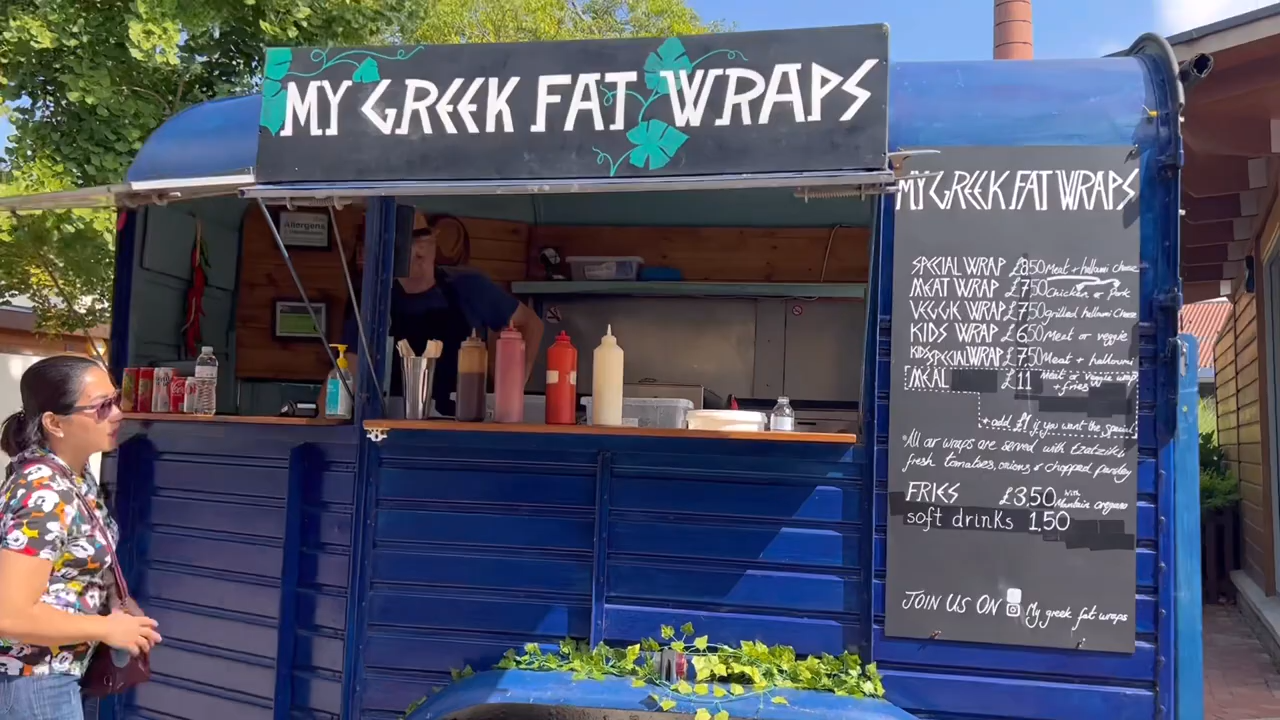 MY GREEK FAT WRAPS
MY GREEK FAT WRAPS
Allergens
SPECIAL WRAP £8.50 Meat + hallumi cheese
MEAT WRAP £7.50 Chicken or Pork
VEGGIE WRAP £7.50 grilled hallumi Cheese
KIDS WRAP £6.50 Meat or veggie
KIDS SPECIAL WRAP £7.50 Meat + halloumi
MEAL £11 Meat or Veggie wrap
+ fries
+ add £1 if you want the special
*All our wraps are served with tzatziki
fresh tomatoes, onions & chopped parsley
FRIES £3,50 with
Mountain oregano
soft drinks 1,50
JOIN US ON My greek fat wraps